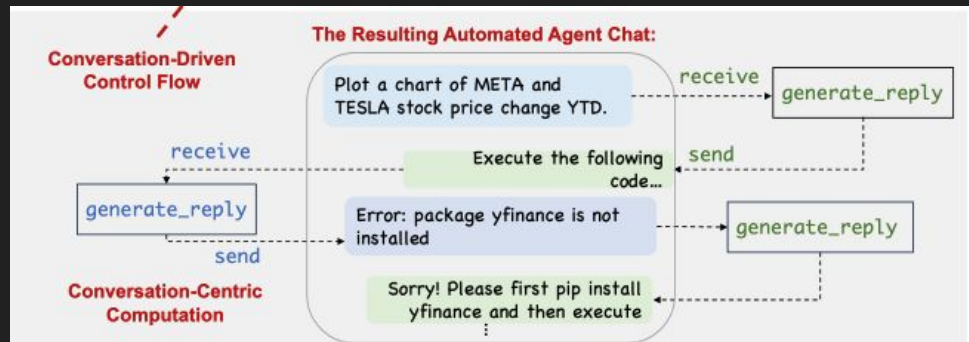 The Resulting Automated Agent Chat:
Conversation-Driven
Control Flow
Plot a chart of META and
TESLA stock price change YTD.
receive
generate_reply
receive
Execute the following
code...
send
generate_reply
Error: package yfinance is not
installed
generate_reply
send
Conversation-Centric
Computation
Sorry! Please first pip install
yfinance and then execute
⋮